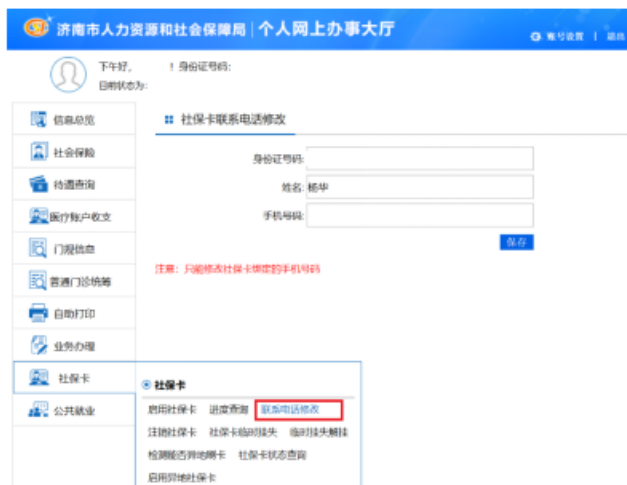 济南市人力资源和社会保障局 | 个人网上办事大厅
账号设置 | 退出
下午好, ！身份证号码:
目前状态为:
信息总览
社会保险
待遇查询
医疗账户收支
门规信息
普通门诊统筹
自助打印
业务办理
社保卡
公共就业
社保卡联系电话修改
身份证号码:
姓名: 杨华
手机号码:
保存
注意: 只能修改社保卡绑定的手机号码
社保卡
启用社保卡 进度查询 联系电话修改
注销社保卡 社保卡临时挂失 临时挂失解挂
检测能否异地刷卡 社保卡状态查询
启用异地社保卡